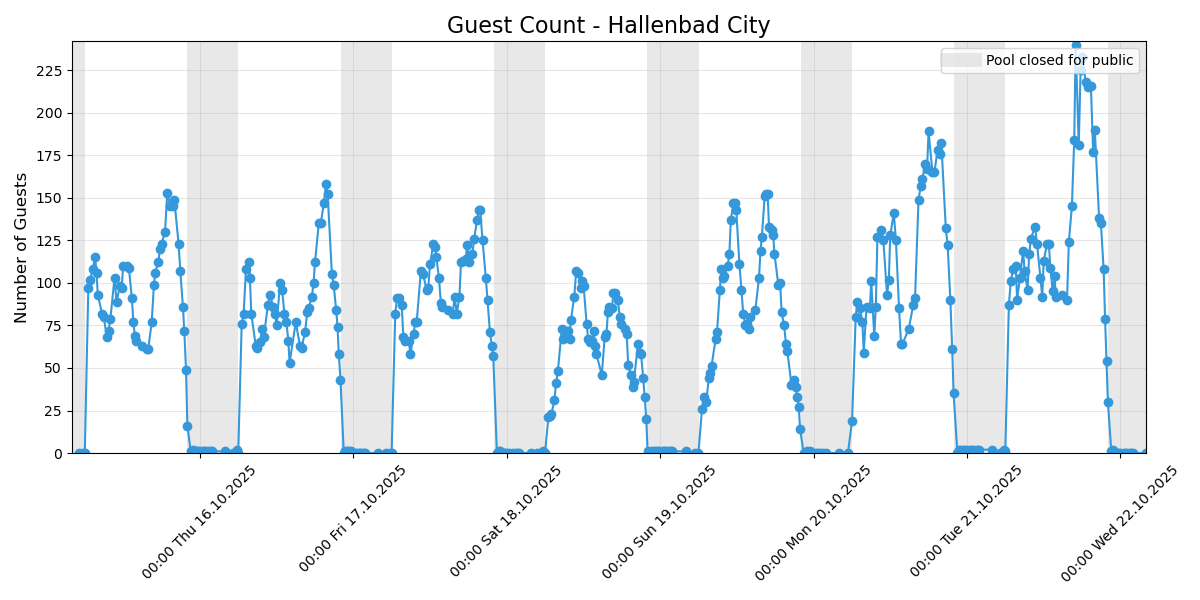 Guest Count - Hallenbad City
Pool closed for public
Number of Guests
225
200
175
150
125
100
75
50
25
0
00:00 Thu 16.10.2025
00:00 Fri 17.10.2025
00:00 Sat 18.10.2025
00:00 Sun 19.10.2025
00:00 Mon 20.10.2025
00:00 Tue 21.10.2025
00:00 Wed 22.10.2025